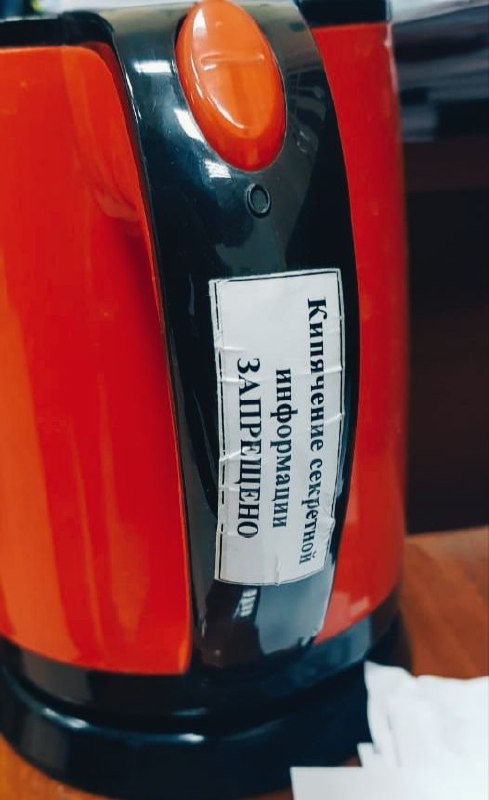 Кипячение секретной
информации
ЗАПРЕЩЕНО